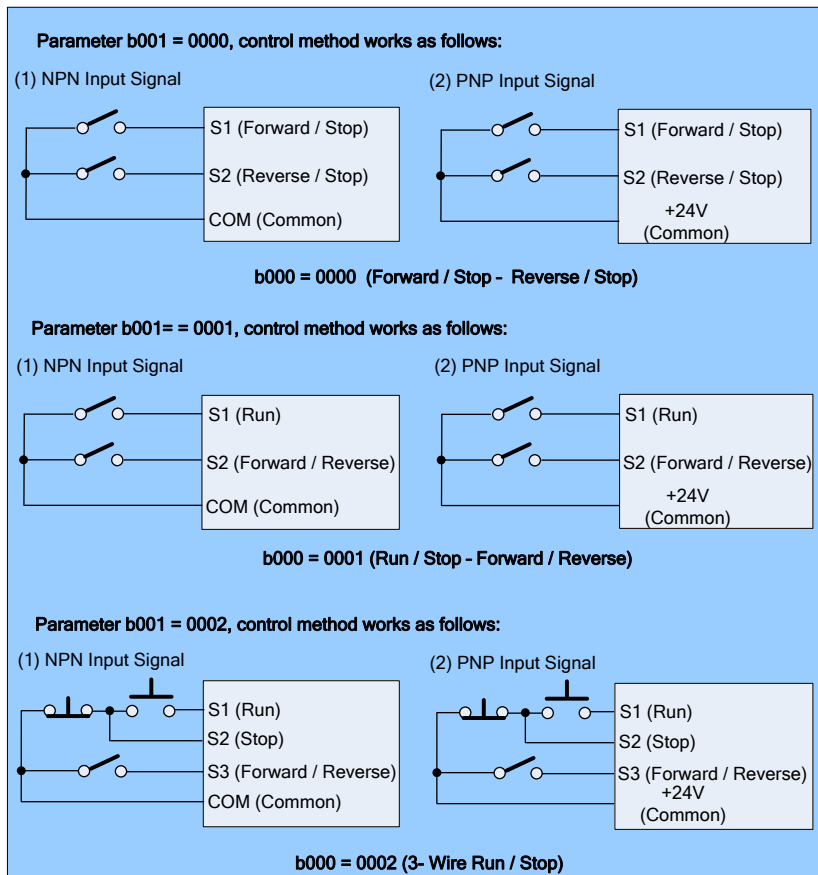 Parameter b001 = 0000, control method works as follows:
(1) NPN Input Signal
(2) PNP Input Signal
S1 (Forward / Stop)
S2 (Reverse / Stop)
COM (Common)
S1 (Forward / Stop)
S2 (Reverse / Stop)
+24V
(Common)
b000 = 0000 (Forward / Stop - Reverse / Stop)
Parameter b001= = 0001, control method works as follows:
(1) NPN Input Signal
(2) PNP Input Signal
S1 (Run)
S2 (Forward / Reverse)
COM (Common)
S1 (Run)
S2 (Forward / Reverse)
+24V
(Common)
b000 = 0001 (Run / Stop - Forward / Reverse)
Parameter b001 = 0002, control method works as follows:
(1) NPN Input Signal
(2) PNP Input Signal
S1 (Run)
S2 (Stop)
S3 (Forward / Reverse)
COM (Common)
S1 (Run)
S2 (Stop)
S3 (Forward / Reverse)
+24V
(Common)
b000 = 0002 (3- Wire Run / Stop)